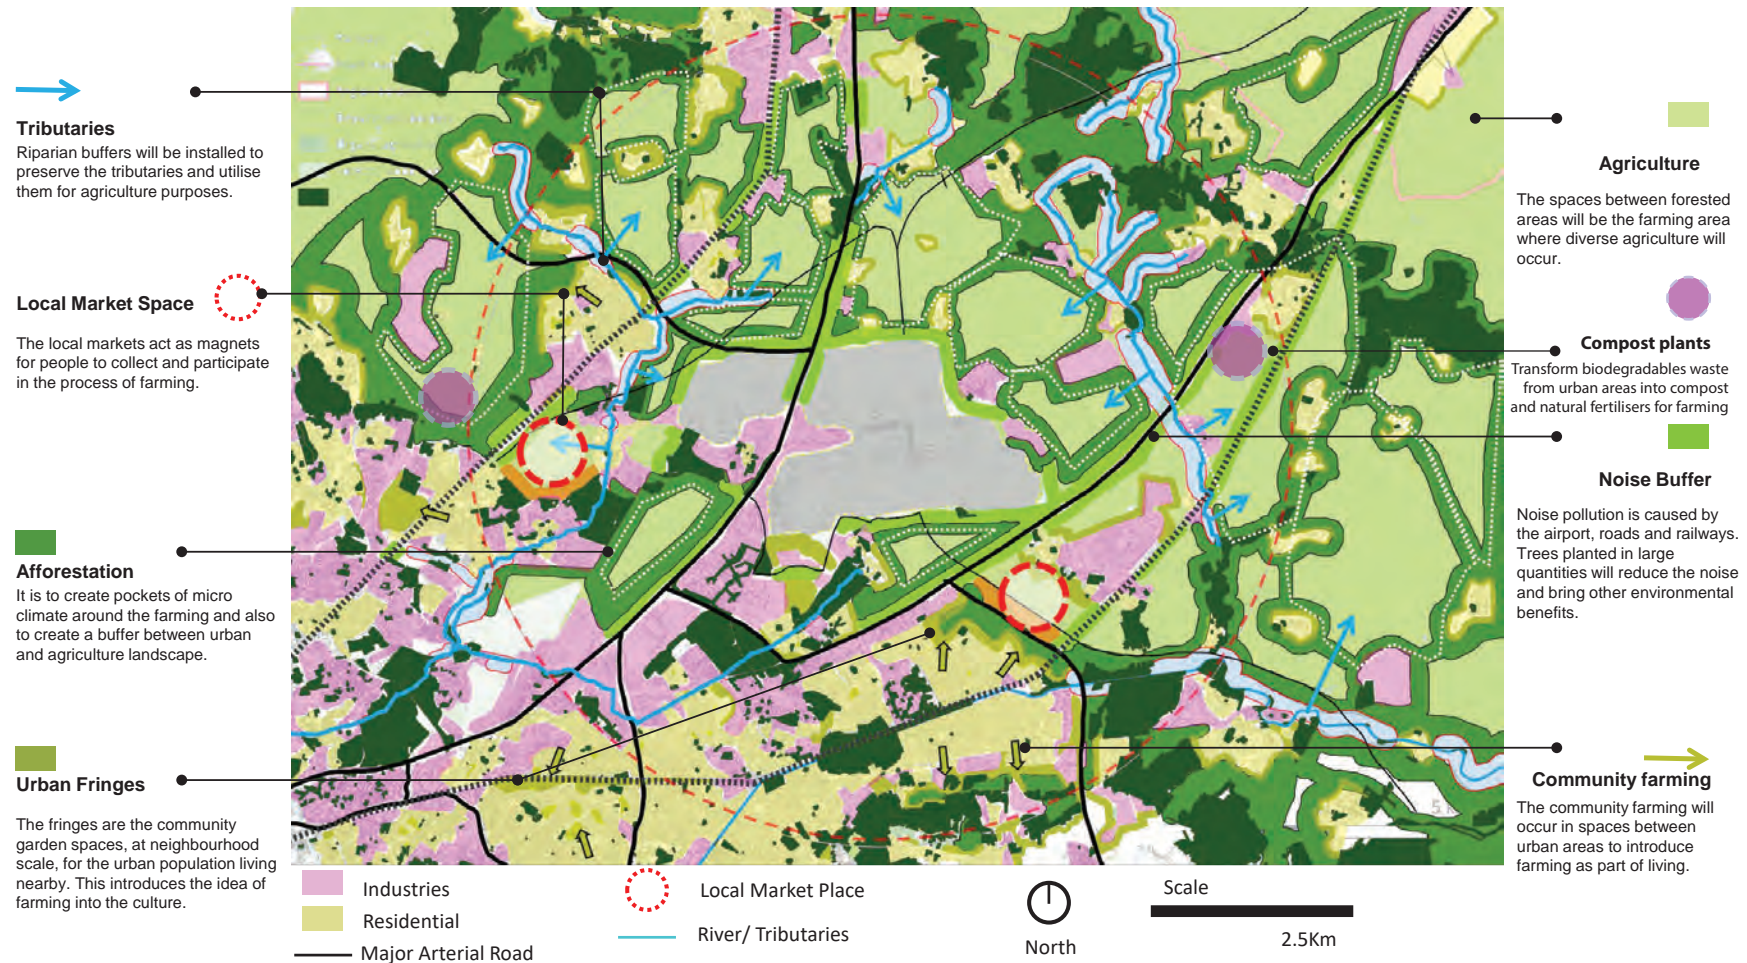 Tributaries
Riparian buffers will be installed to
preserve the tributaries and utilise
them for agriculture purposes.
Local Market Space
The local markets act as magnets
for people to collect and participate
in the process of farming.
Afforestation
It is to create pockets of micro
climate around the farming and also
to create a buffer between urban
and agriculture landscape.
Urban Fringes
The fringes are the community
garden spaces, at neighbourhood
scale, for the urban population living
nearby. This introduces the idea of
farming into the culture.
Agriculture
The spaces between forested
areas will be the farming area
where diverse agriculture will
occur.
Compost plants
Transform biodegradables waste
from urban areas into compost
and natural fertilisers for farming
Noise Buffer
Noise pollution is caused by
the airport, roads and railways.
Trees planted in large
quantities will reduce the noise
and bring other environmental
benefits.
Community farming
The community farming will
occur in spaces between
urban areas to introduce
farming as part of living.
Industries
Residential
Major Arterial Road
Local Market Place
River/ Tributaries
North
Scale
2.5Km